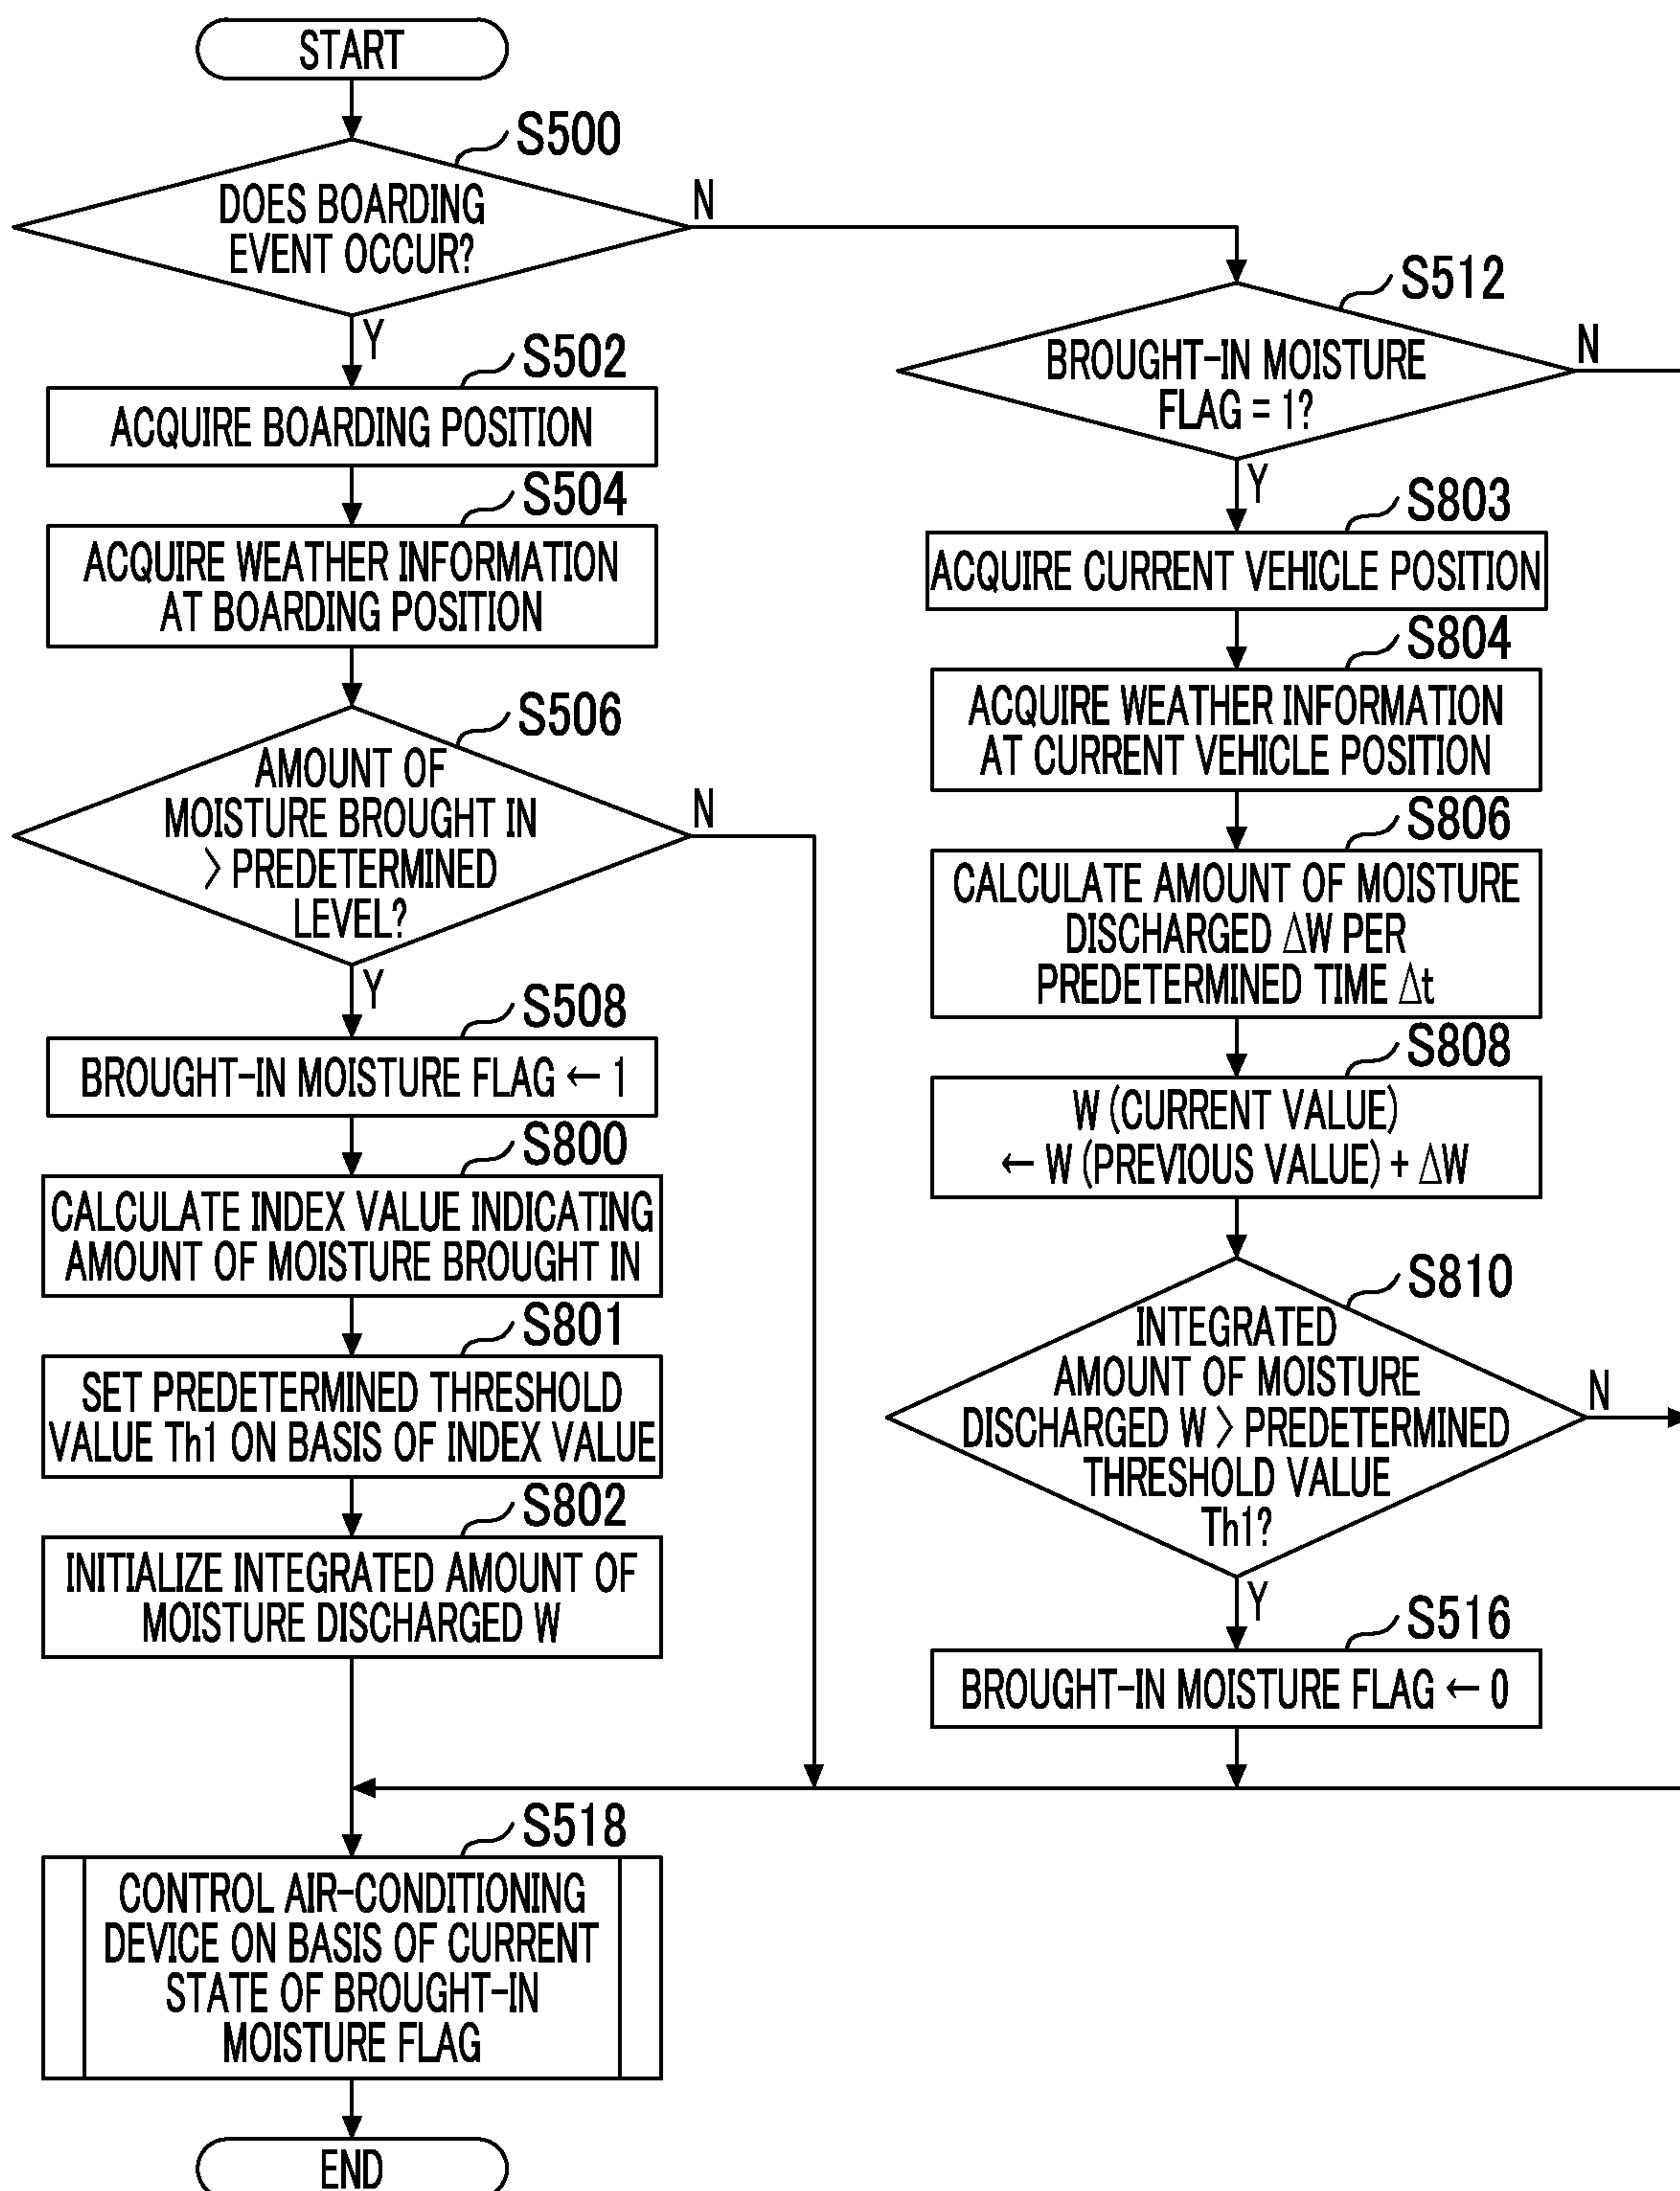 START
S500
DOES BOARDING
EVENT OCCUR?
N
Y
S502
ACQUIRE BOARDING POSITION
S504
ACQUIRE WEATHER INFORMATION
AT BOARDING POSITION
S506
AMOUNT OF
MOISTURE BROUGHT IN
> PREDETERMINED
LEVEL?
N
Y
S508
BROUGHT-IN MOISTURE FLAG ← 1
S800
CALCULATE INDEX VALUE INDICATING
AMOUNT OF MOISTURE BROUGHT IN
S801
SET PREDETERMINED THRESHOLD
VALUE Th1 ON BASIS OF INDEX VALUE
S802
INITIALIZE INTEGRATED AMOUNT OF
MOISTURE DISCHARGED W
S512
BROUGHT-IN MOISTURE
FLAG = 1?
N
Y
S803
ACQUIRE CURRENT VEHICLE POSITION
S804
ACQUIRE WEATHER INFORMATION
AT CURRENT VEHICLE POSITION
S806
CALCULATE AMOUNT OF MOISTURE
DISCHARGED ΔW PER
PREDETERMINED TIME Δt
S808
W (CURRENT VALUE)
← W (PREVIOUS VALUE) + ΔW
S810
INTEGRATED
AMOUNT OF MOISTURE
DISCHARGED W > PREDETERMINED
THRESHOLD VALUE
Th1?
N
Y
S516
BROUGHT-IN MOISTURE FLAG ← 0
S518
CONTROL AIR-CONDITIONING
DEVICE ON BASIS OF CURRENT
STATE OF BROUGHT-IN
MOISTURE FLAG
END